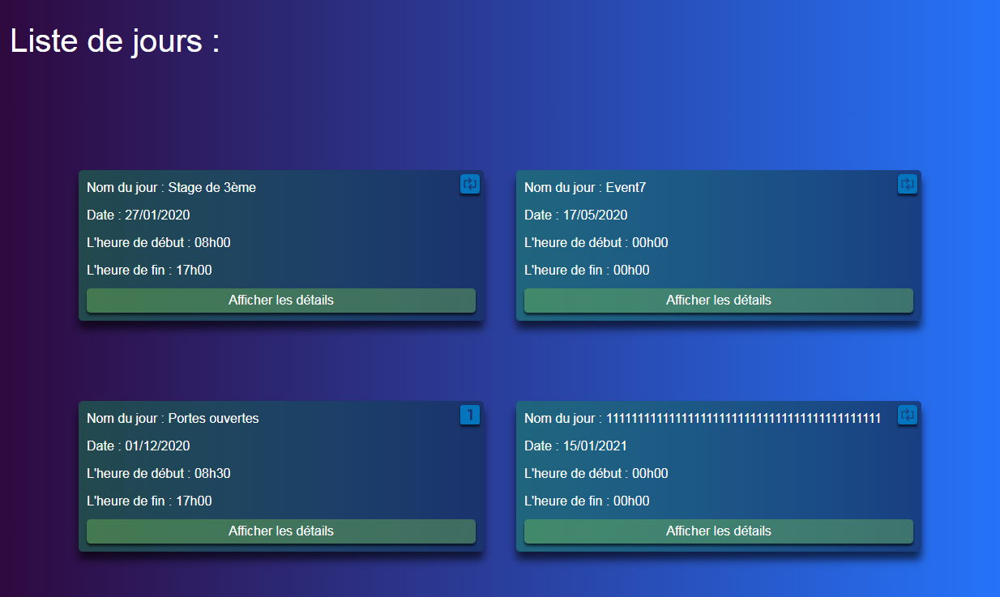 Liste de jours :
Nom du jour : Stage de 3ème
Date : 27/01/2020
L'heure de début : 08h00
L'heure de fin : 17h00
Afficher les détails
Nom du jour : Event7
Date : 17/05/2020
L'heure de début : 00h00
L'heure de fin : 00h00
Afficher les détails
Nom du jour : Portes ouvertes
1
Date : 01/12/2020
L'heure de début : 08h30
L'heure de fin : 17h00
Afficher les détails
Nom du jour : 11111111111111111111111111111111111111111111
Date : 15/01/2021
L'heure de début : 00h00
L'heure de fin : 00h00
Afficher les détails